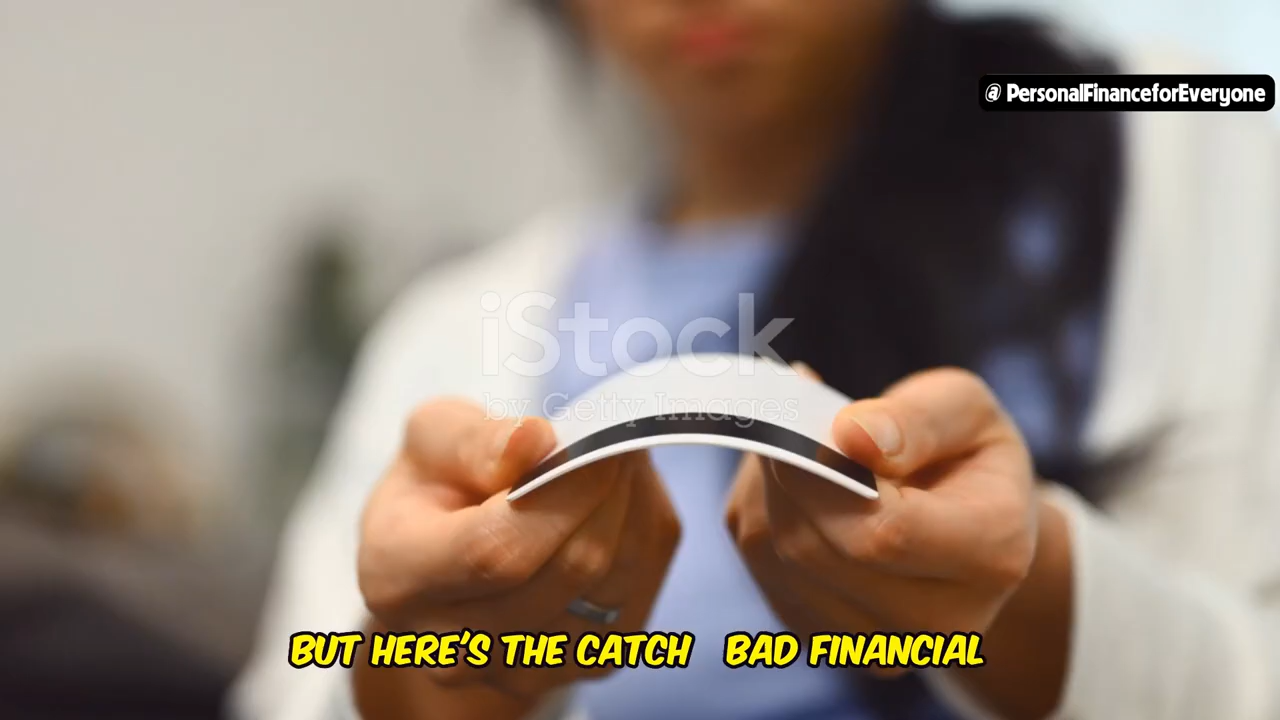 @ PersonalFinanceforEveryone
iStock
by Getty Images
BUT HERE'S THE CATCH BAD FINANCIAL